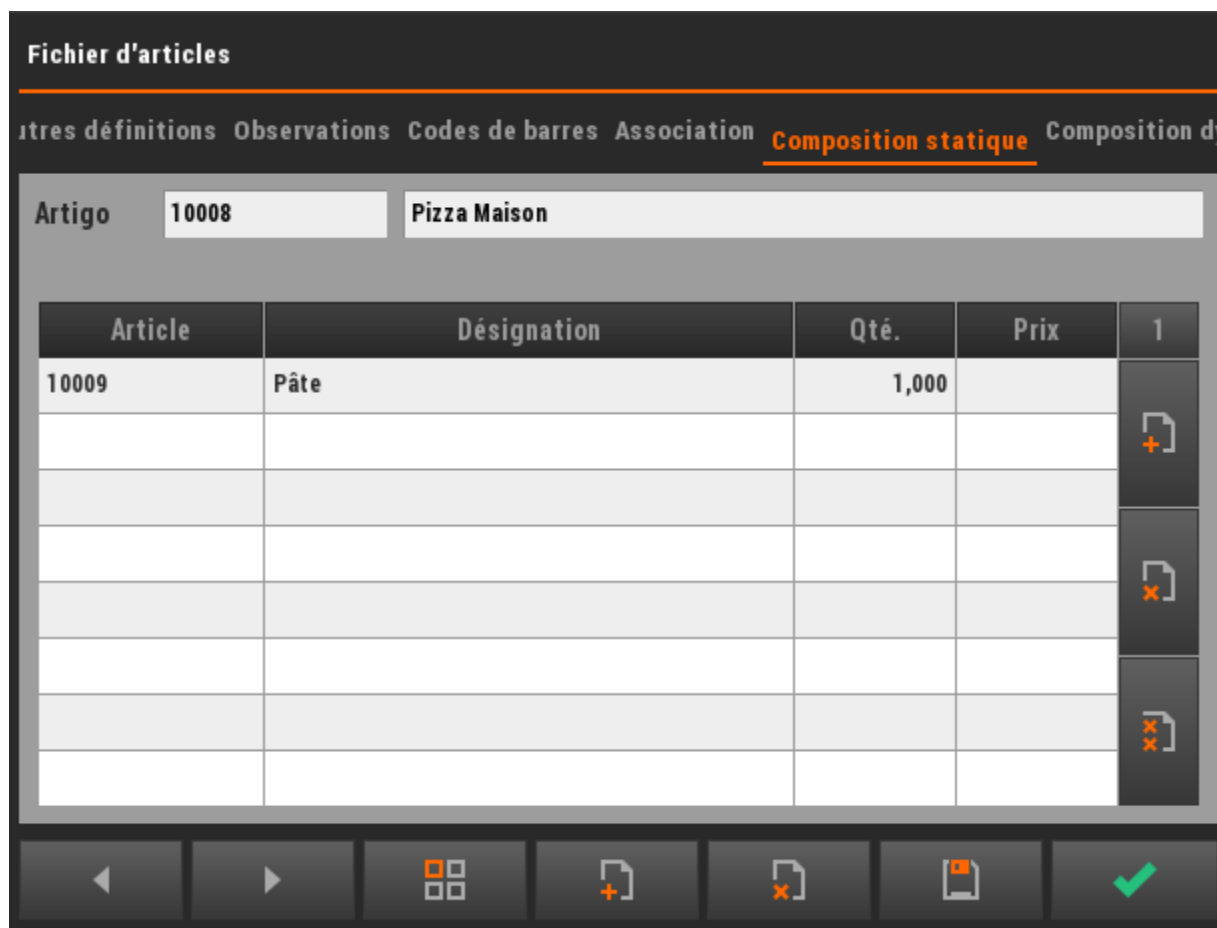 Fichier d'articles
utres définitions Observations Codes de barres Association Composition statique Composition d
Artigo 10008 Pizza Maison
Article Désignation Qté. Prix 1
10009 Pâte 1,000